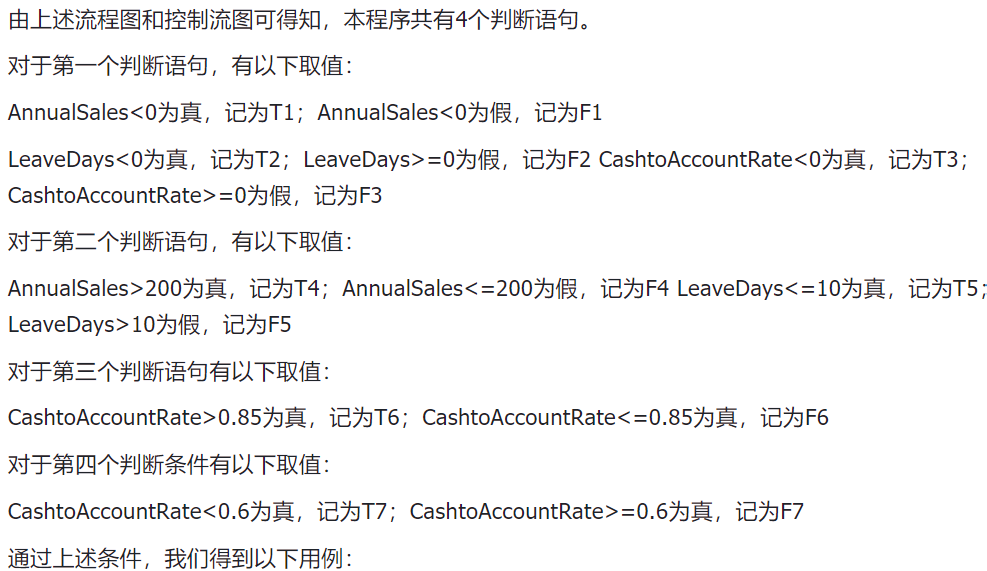 由上述流程图和控制流图可得知，本程序共有4个判断语句。
对于第一个判断语句，有以下取值：
AnnualSales<0为真，记为T1；AnnualSales<0为假，记为F1
LeaveDays<0为真，记为T2；LeaveDays>=0为假，记为F2 CashtoAccountRate<0为真，记为T3；
CashtoAccountRate>=0为假，记为F3
对于第二个判断语句，有以下取值：
AnnualSales>200为真，记为T4；AnnualSales<=200为假，记为F4 LeaveDays<=10为真，记为T5；
LeaveDays>10为假，记为F5
对于第三个判断语句有以下取值：
CashtoAccountRate>0.85为真，记为T6；CashtoAccountRate<=0.85为真，记为F6
对于第四个判断条件有以下取值：
CashtoAccountRate<0.6为真，记为T7；CashtoAccountRate>=0.6为真，记为F7
通过上述条件，我们得到以下用例：